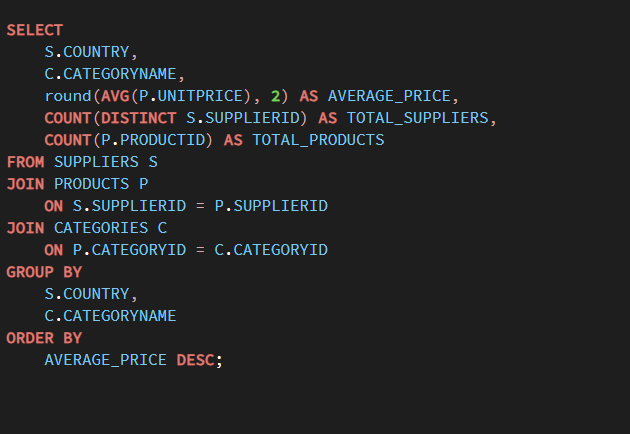 SELECT
    S.COUNTRY,
    C.CATEGORYNAME,
    round(AVG(P.UNITPRICE), 2) AS AVERAGE_PRICE,
    COUNT(DISTINCT S.SUPPLIERID) AS TOTAL_SUPPLIERS,
    COUNT(P.PRODUCTID) AS TOTAL_PRODUCTS
FROM SUPPLIERS S
JOIN PRODUCTS P
    ON S.SUPPLIERID = P.SUPPLIERID
JOIN CATEGORIES C
    ON P.CATEGORYID = C.CATEGORYID
GROUP BY
    S.COUNTRY,
    C.CATEGORYNAME
ORDER BY
    AVERAGE_PRICE DESC;